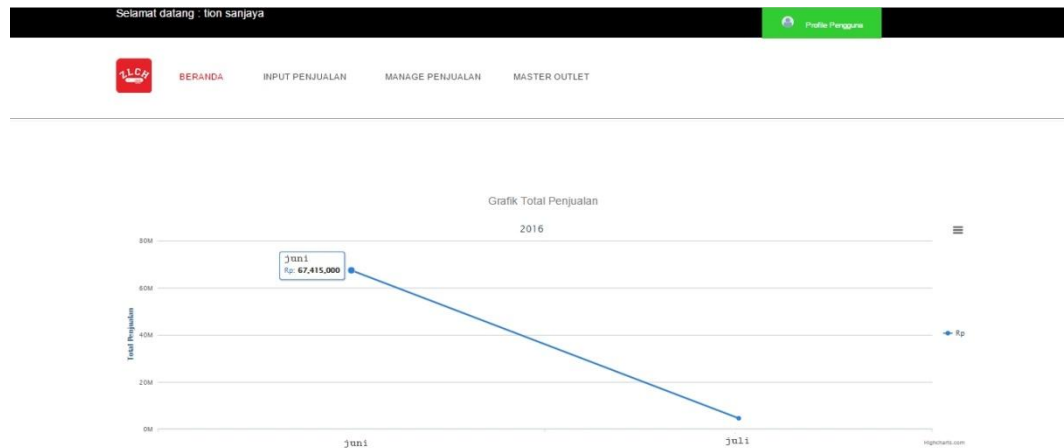 Selamat datang : tion sanjaya
Profile Pengguna
ZLCH
BERANDA INPUT PENJUALAN MANAGE PENJUALAN MASTER OUTLET
Grafik Total Penjualan
2016
80M
juni
Rp: 67,415,000
60M
Total Penjualan
40M
Rp
20M
0M
juni juli
Highcharts.com